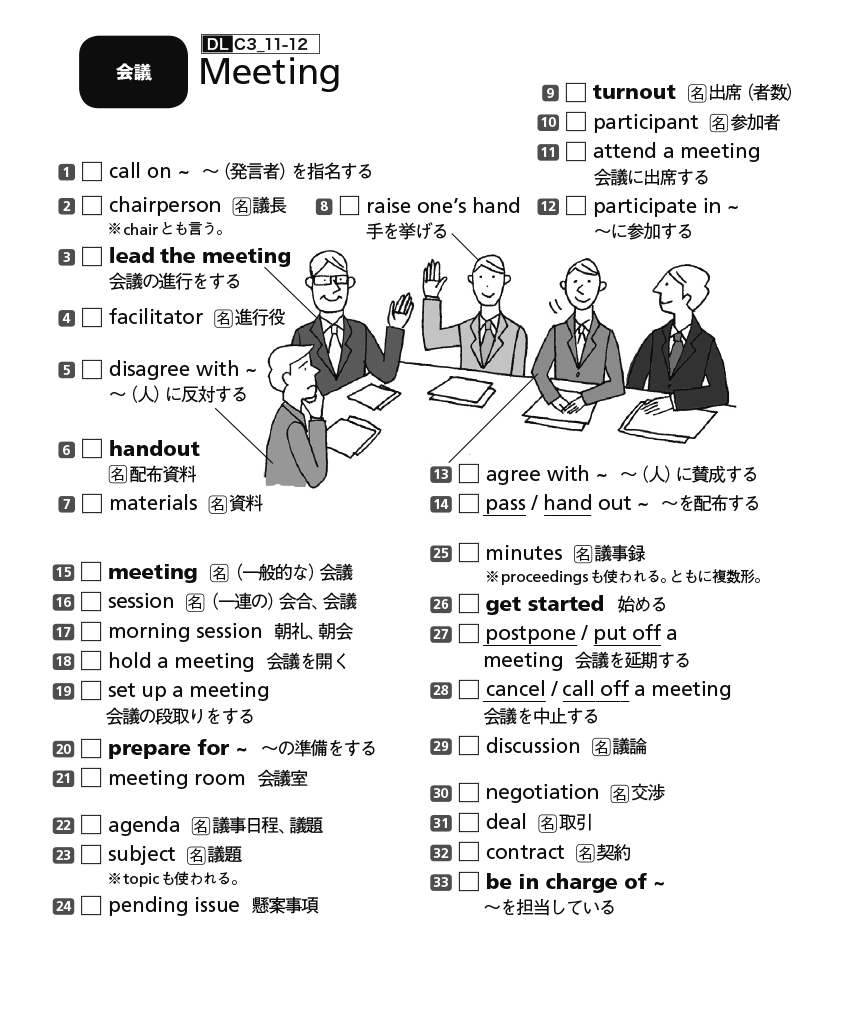 会議
DL C3_11-12
Meeting
1 call on ~ ～（発言者）を指名する
2 chairperson 名 議長
※chairとも言う。
3 lead the meeting
会議の進行をする
4 facilitator 名 進行役
5 disagree with ~
～（人）に反対する
6 handout
名 配布資料
7 materials 名 資料
8 raise one's hand
手を挙げる
9 turnout 名 出席（者数）
10 participant 名 参加者
11 attend a meeting
会議に出席する
12 participate in ~
～に参加する
13 agree with ~ ～（人）に賛成する
14 pass / hand out ~ ～を配布する
15 meeting 名（一般的な）会議
16 session 名（一連の）会合、会議
17 morning session 朝礼、朝会
18 hold a meeting 会議を開く
19 set up a meeting
会議の段取りをする
20 prepare for ~ ～の準備をする
21 meeting room 会議室
22 agenda 名 議事日程、議題
23 subject 名 議題
※topicも使われる。
24 pending issue 懸案事項
25 minutes 名 議事録
※proceedingsも使われる。ともに複数形。
26 get started 始める
27 postpone / put off a
meeting 会議を延期する
28 cancel / call off a meeting
会議を中止する
29 discussion 名 議論
30 negotiation 名 交渉
31 deal 名 取引
32 contract 名 契約
33 be in charge of ~
～を担当している